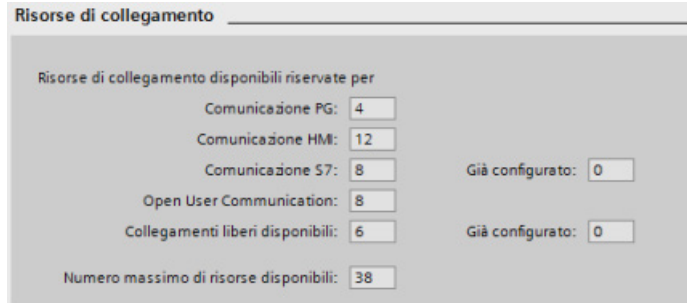 Risorse di collegamento
Risorse di collegamento disponibili riservate per
Comunicazione PG: 4
Comunicazione HMI: 12
Comunicazione S7: 8 Già configurato: 0
Open User Communication: 8
Collegamenti liberi disponibili: 6 Già configurato: 0
Numero massimo di risorse disponibili: 38